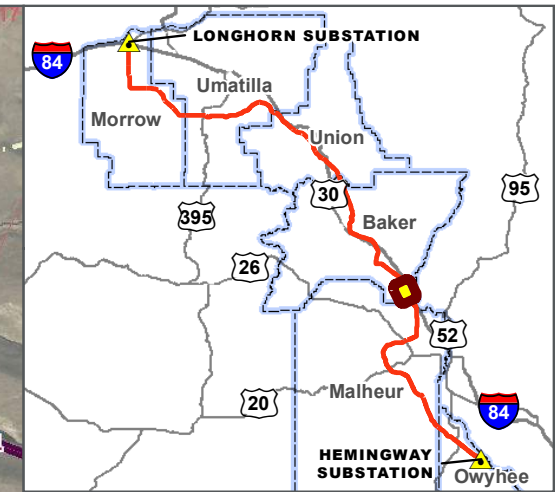 LONGHORN SUBSTATION
84
Umatilla
Morrow
Union
30
95
395
Baker
26
52
Malheur
20
84
HEMINGWAY
SUBSTATION
Owyhee